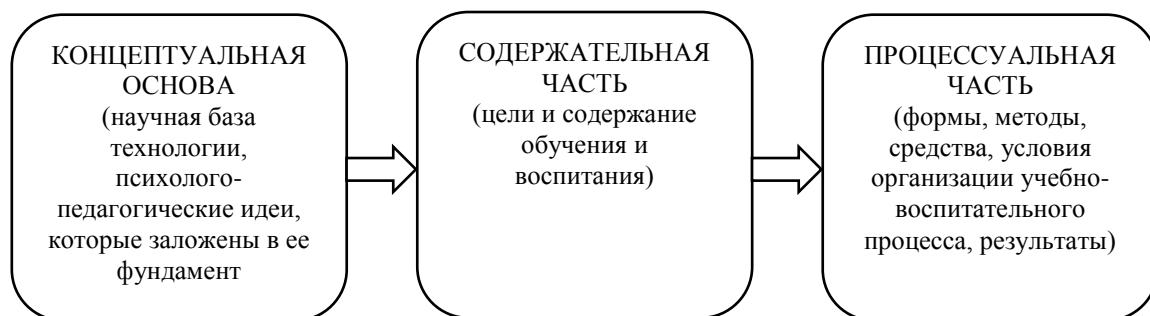 КОНЦЕПТУАЛЬНАЯ
ОСНОВА
(научная база
технологии,
психолого-
педагогические идеи,
которые заложены в ее
фундамент
СОДЕРЖАТЕЛЬНАЯ
ЧАСТЬ
(цели и содержание
обучения и
воспитания)
ПРОЦЕССУАЛЬНАЯ
ЧАСТЬ
(формы, методы,
средства, условия
организации учебно-
воспитательного
процесса, результаты)